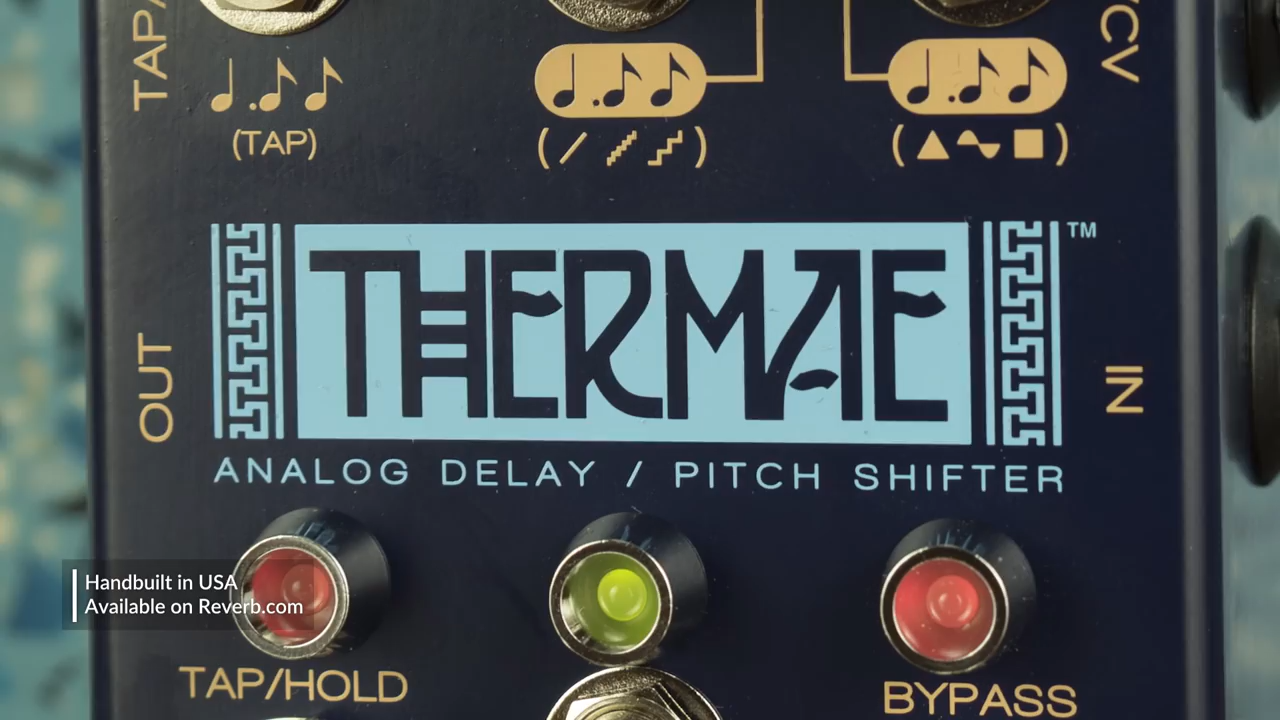 TAP
CV
(TAP)
THERMAE™
OUT
IN
ANALOG DELAY / PITCH SHIFTER
Handbuilt in USA
Available on Reverb.com
TAP/HOLD
BYPASS